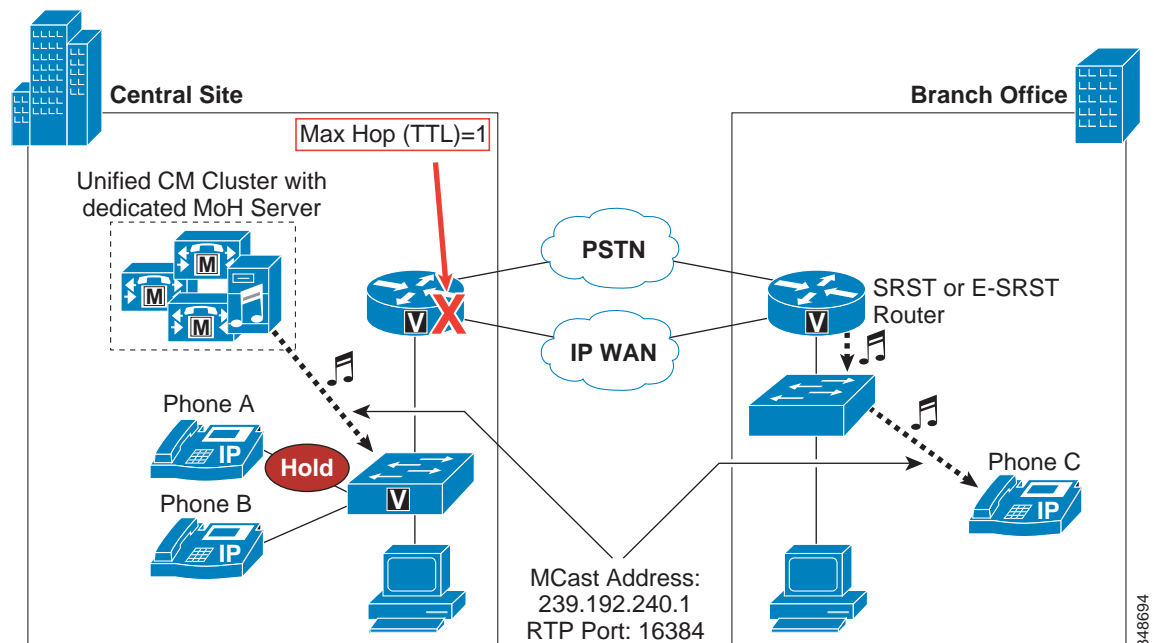 Central Site
Branch Office
Max Hop (TTL)=1
Unified CM Cluster with
dedicated MoH Server
M
M
M
V
X
PSTN
IP WAN
V
SRST or E-SRST
Router
Phone A
IP
Hold
Phone B
IP
V
Phone C
IP
MCast Address:
239.192.240.1
RTP Port: 16384
348694